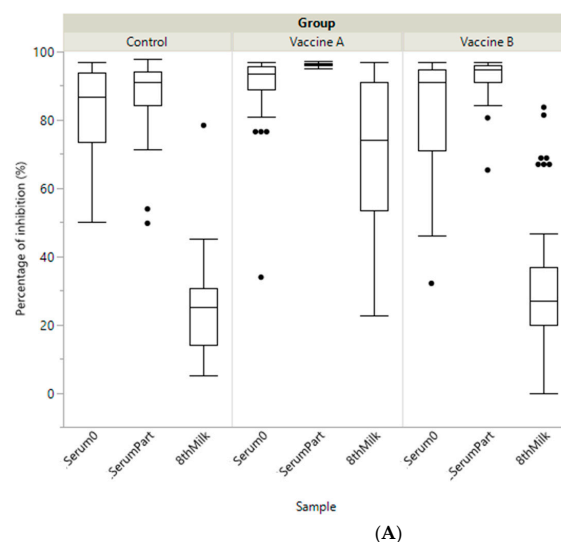 Group
Control Vaccine A Vaccine B
Percentage of inhibition (%)
100
80
60
40
20
0
.Serum0 .SerumPart 8thMilk .Serum0 .SerumPart 8thMilk .Serum0 .SerumPart 8thMilk
Sample
(A)